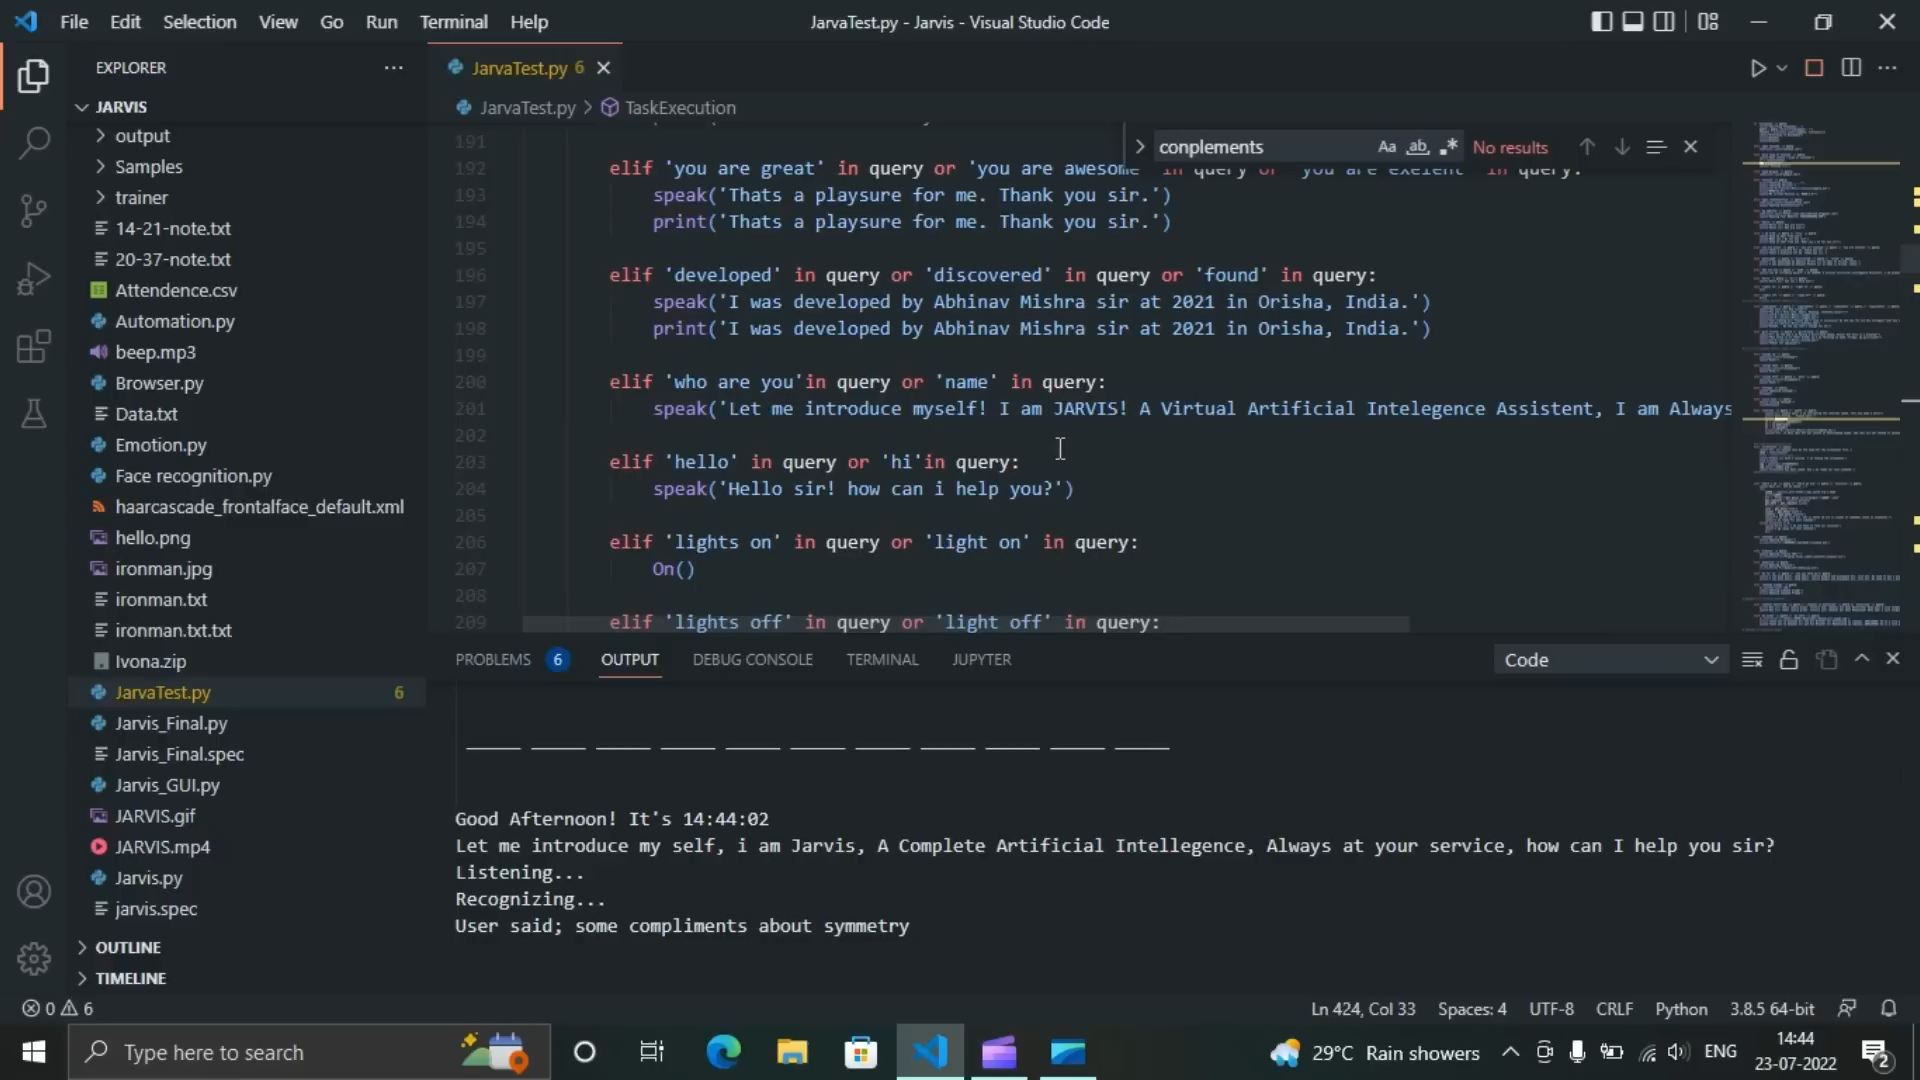 File Edit Selection View Go Run Terminal Help JarvaTest.py - Jarvis - Visual Studio Code
EXPLORER
JarvaTest.py 6
JARVIS
JarvaTest.py > TaskExecution
output
Samples
trainer
14-21-note.txt
20-37-note.txt
Attendence.csv
Automation.py
beep.mp3
Browser.py
Data.txt
Emotion.py
Face recognition.py
haarcascade_frontalface_default.xml
hello.png
ironman.jpg
ironman.txt
ironman.txt.txt
Ivona.zip
JarvaTest.py 6
Jarvis_Final.py
Jarvis_Final.spec
Jarvis_GUI.py
JARVIS.gif
JARVIS.mp4
Jarvis.py
jarvis.spec
OUTLINE
TIMELINE
conplements Aa ab .* No results
191
192 elif 'you are great' in query or 'you are awesome' in query or 'you are exelent' in query:
193 speak('Thats a playsure for me. Thank you sir.')
194 print('Thats a playsure for me. Thank you sir.')
195
196 elif 'developed' in query or 'discovered' in query or 'found' in query:
197 speak('I was developed by Abhinav Mishra sir at 2021 in Orisha, India.')
198 print('I was developed by Abhinav Mishra sir at 2021 in Orisha, India.')
199
200 elif 'who are you'in query or 'name' in query:
201 speak('Let me introduce myself! I am JARVIS! A Virtual Artificial Intelegence Assistent, I am Always
202
203 elif 'hello' in query or 'hi'in query:
204 speak('Hello sir! how can i help you?')
205
206 elif 'lights on' in query or 'light on' in query:
207 On()
208
209 elif 'lights off' in query or 'light off' in query:
PROBLEMS 6 OUTPUT DEBUG CONSOLE TERMINAL JUPYTER Code
Good Afternoon! It's 14:44:02
Let me introduce my self, i am Jarvis, A Complete Artificial Intellegence, Always at your service, how can I help you sir?
Listening...
Recognizing...
User said; some compliments about symmetry
0 6 Ln 424, Col 33 Spaces: 4 UTF-8 CRLF Python 3.8.5 64-bit
Type here to search 29°C Rain showers ENG 14:44
23-07-2022 2